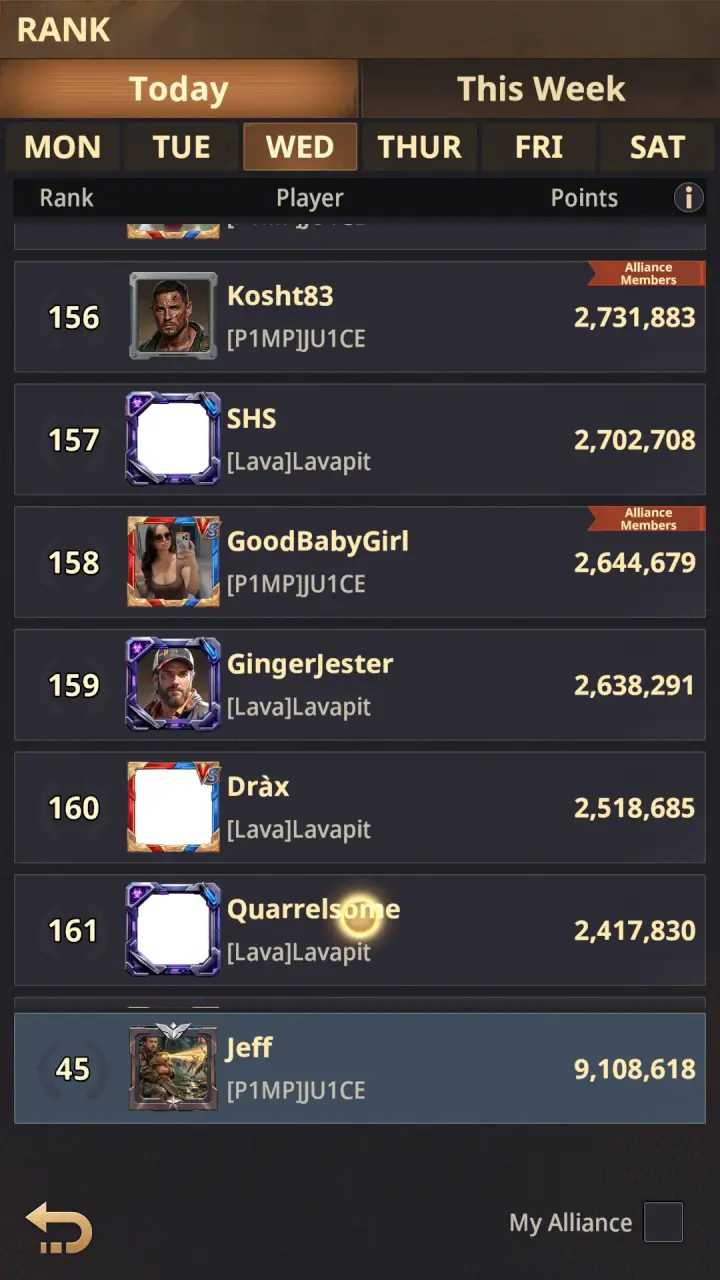 RANK
Today
This Week
MON
TUE
WED
THUR
FRI
SAT
Rank
Player
Points
156
Kosht83
[P1MP]JU1CE
Alliance
Members
2,731,883
157
SHS
[Lava]Lavapit
2,702,708
158
GoodBabyGirl
[P1MP]JU1CE
Alliance
Members
2,644,679
159
GingerJester
[Lava]Lavapit
2,638,291
160
Dràx
[Lava]Lavapit
2,518,685
161
Quarrelsome
[Lava]Lavapit
2,417,830
45
Jeff
[P1MP]JU1CE
9,108,618
My Alliance